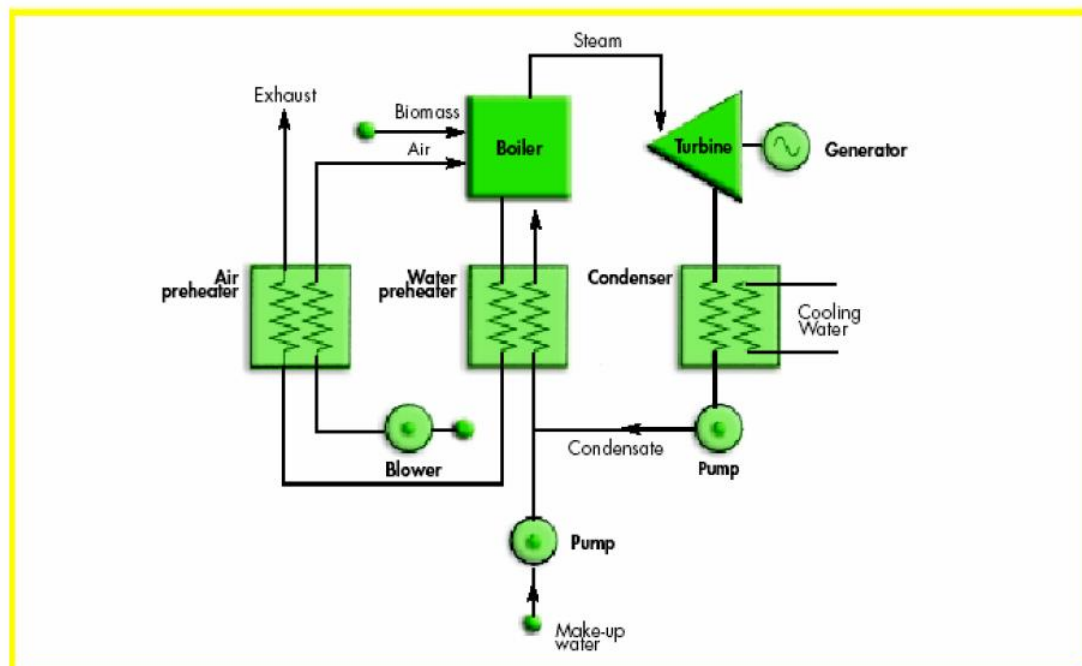 Steam
Exhaust
Biomass
Air
Boiler
Turbine
Generator
Air
preheater
Water
preheater
Condenser
Cooling
Water
Blower
Condensate
Pump
Pump
Make-up
water